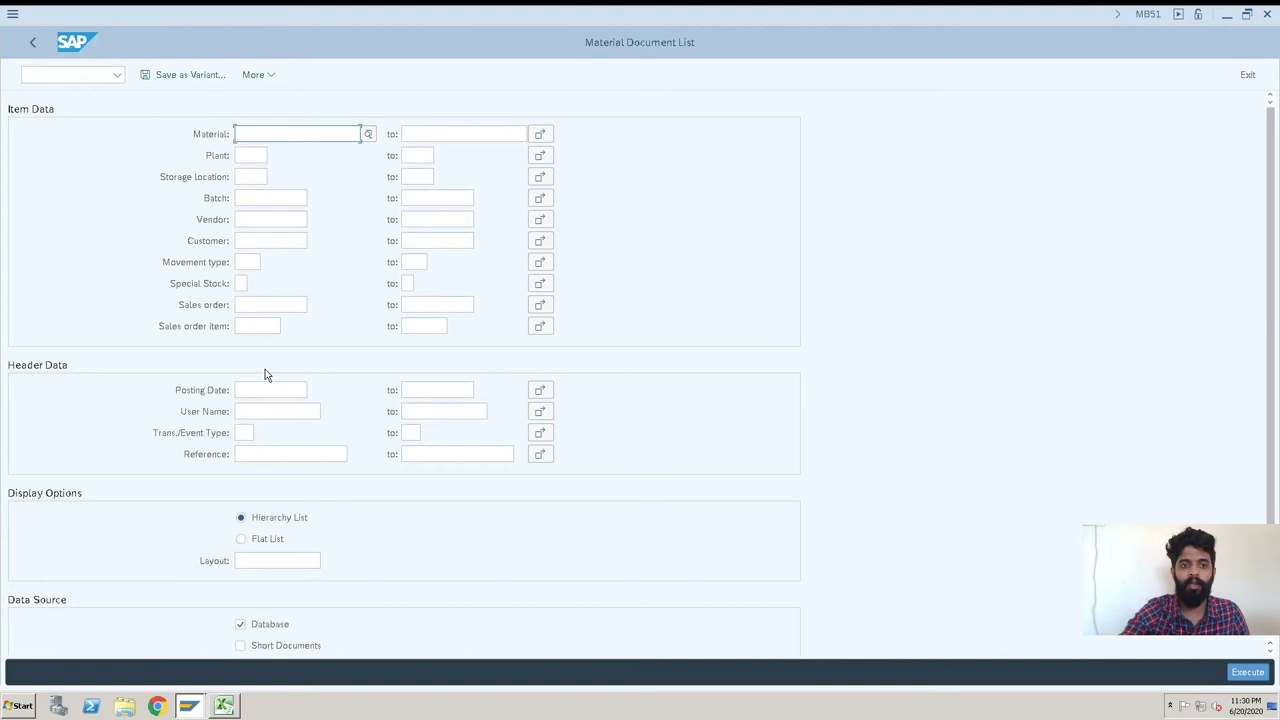 MB51
SAP
Material Document List
Save as Variant... More Exit
Item Data
Material: to:
Plant: to:
Storage location: to:
Batch: to:
Vendor: to:
Customer: to:
Movement type: to:
Special Stock: to:
Sales order: to:
Sales order item: to:
Header Data
Posting Date: to:
User Name: to:
Trans./Event Type: to:
Reference: to:
Display Options
Hierarchy List
Flat List
Layout:
Data Source
Database
Short Documents
Execute
Start
11:30 PM
6/20/2020